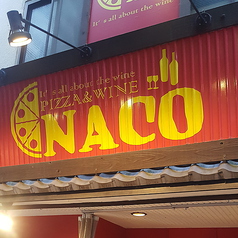 It's all about the wine
It's all about the wine
PIZZA&WINE
NACO